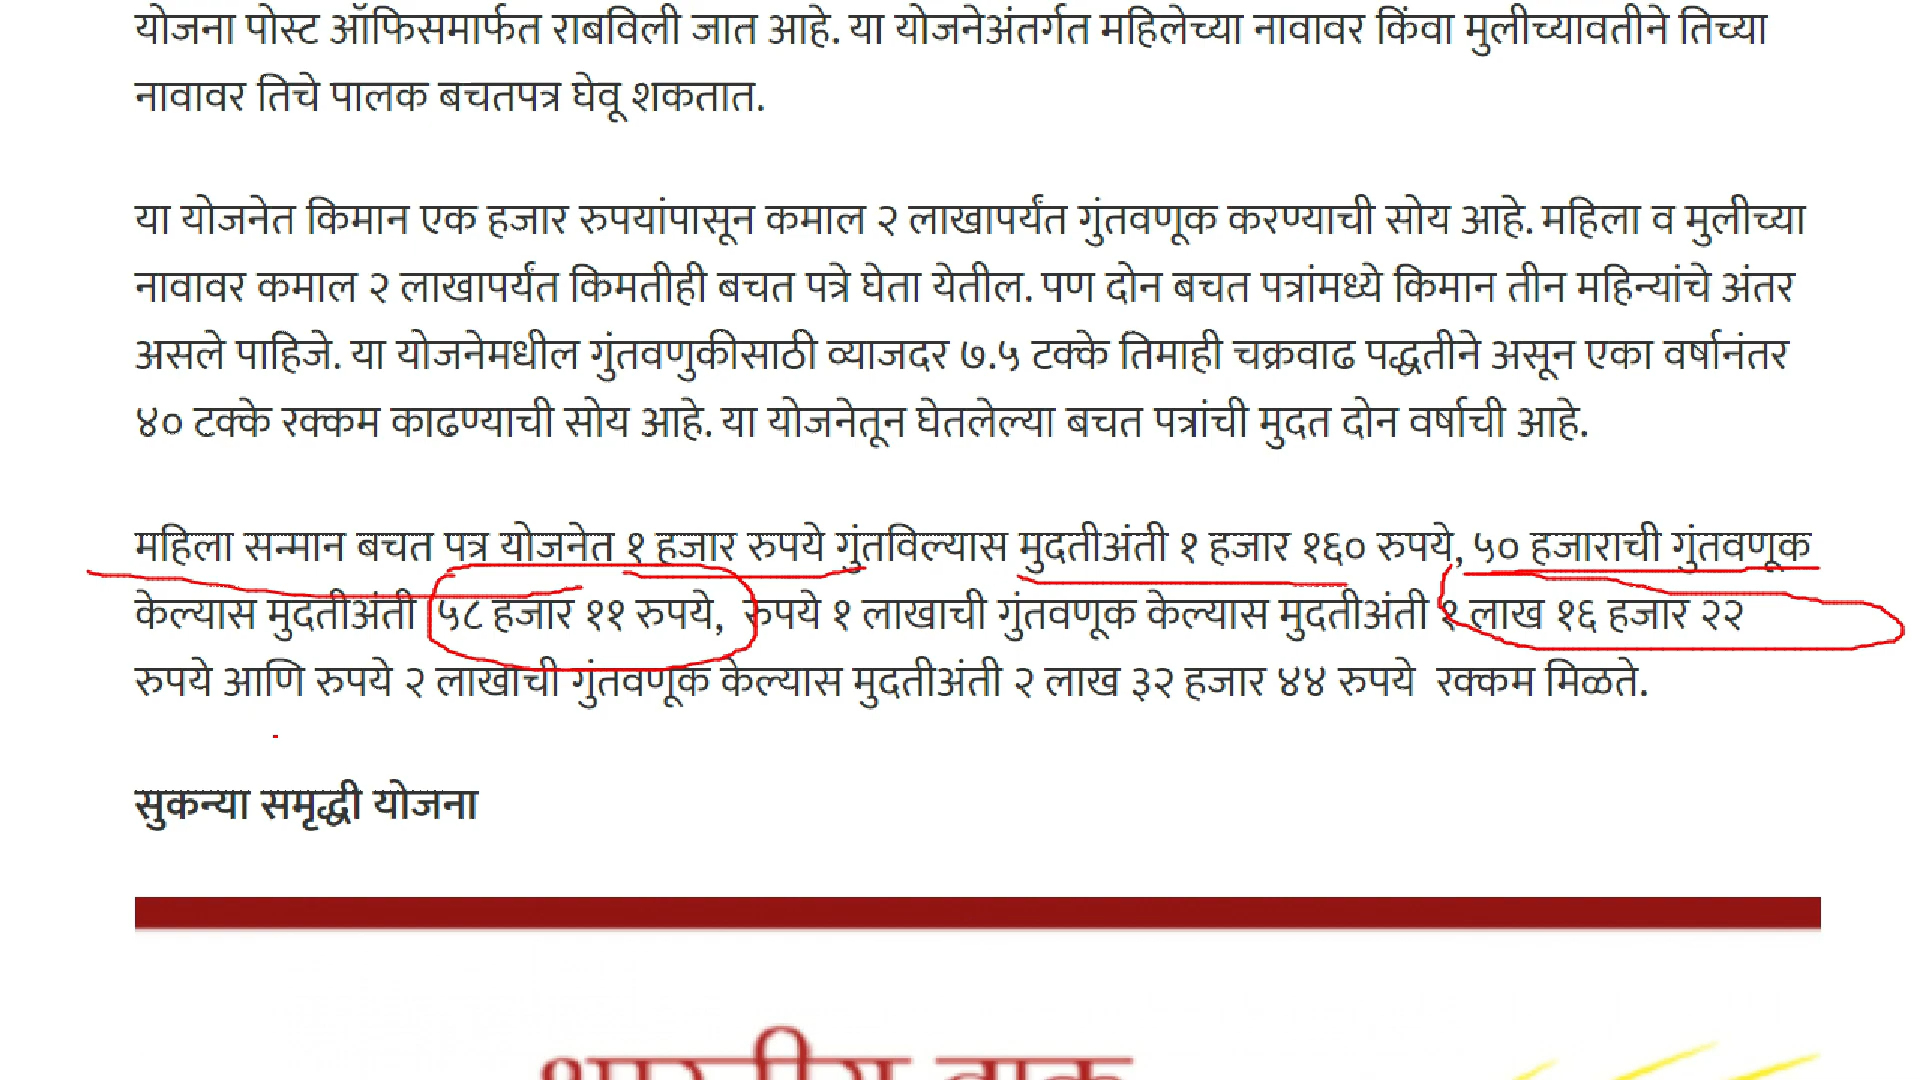 योजना पोस्ट ऑफिसमार्फत राबविली जात आहे. या योजनेअंतर्गत महिलेच्या नावावर किंवा मुलीच्यावतीने तिच्या
नावावर तिचे पालक बचतपत्र घेवू शकतात.
या योजनेत किमान एक हजार रुपयांपासून कमाल २ लाखापर्यंत गुंतवणूक करण्याची सोय आहे. महिला व मुलीच्या
नावावर कमाल २ लाखापर्यंत किमतीही बचत पत्रे घेता येतील. पण दोन बचत पत्रांमध्ये किमान तीन महिन्यांचे अंतर
असले पाहिजे. या योजनेमधील गुंतवणुकीसाठी व्याजदर ७.५ टक्के तिमाही चक्रवाढ पद्धतीने असून एका वर्षानंतर
४० टक्के रक्कम काढण्याची सोय आहे. या योजनेतून घेतलेल्या बचत पत्रांची मुदत दोन वर्षाची आहे.
महिला सन्मान बचत पत्र योजनेत १ हजार रुपये गुंतविल्यास मुदतीअंती १ हजार १६० रुपये, ५० हजाराची गुंतवणूक
केल्यास मुदतीअंती ५८ हजार ११ रुपये, रुपये १ लाखाची गुंतवणूक केल्यास मुदतीअंती १ लाख १६ हजार २२
रुपये आणि रुपये २ लाखाची गुंतवणूक केल्यास मुदतीअंती २ लाख ३२ हजार ४४ रुपये रक्कम मिळते.
सुकन्या समृद्धी योजना